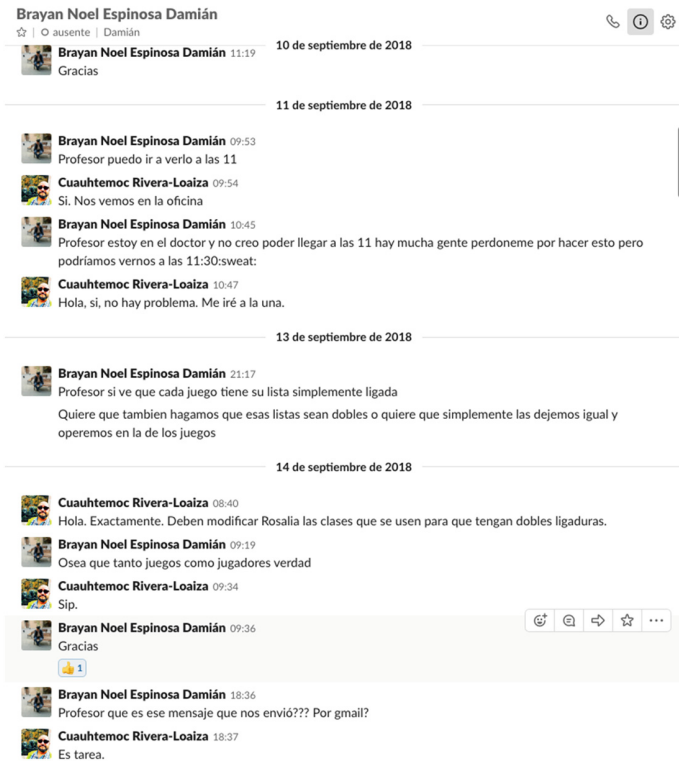 Brayan Noel Espinosa Damián
ausente | Damián
10 de septiembre de 2018
Brayan Noel Espinosa Damián 11:19
Gracias
11 de septiembre de 2018
Brayan Noel Espinosa Damián 09:53
Profesor puedo ir a verlo a las 11
Cuauhtemoc Rivera-Loaiza 09:54
Si. Nos vemos en la oficina
Brayan Noel Espinosa Damián 10:45
Profesor estoy en el doctor y no creo poder llegar a las 11 hay mucha gente perdoneme por hacer esto pero
podríamos vernos a las 11:30:sweat:
Cuauhtemoc Rivera-Loaiza 10:47
Hola, si, no hay problema. Me iré a la una.
13 de septiembre de 2018
Brayan Noel Espinosa Damián 21:17
Profesor si ve que cada juego tiene su lista simplemente ligada
Quiere que tambien hagamos que esas listas sean dobles o quiere que simplemente las dejemos igual y
operemos en la de los juegos
14 de septiembre de 2018
Cuauhtemoc Rivera-Loaiza 08:40
Hola. Exactamente. Deben modificar Rosalia las clases que se usen para que tengan dobles ligaduras.
Brayan Noel Espinosa Damián 09:19
Osea que tanto juegos como jugadores verdad
Cuauhtemoc Rivera-Loaiza 09:34
Sip.
Brayan Noel Espinosa Damián 09:36
Gracias
1
Brayan Noel Espinosa Damián 18:36
Profesor que es ese mensaje que nos envió??? Por gmail?
Cuauhtemoc Rivera-Loaiza 18:37
Es tarea.